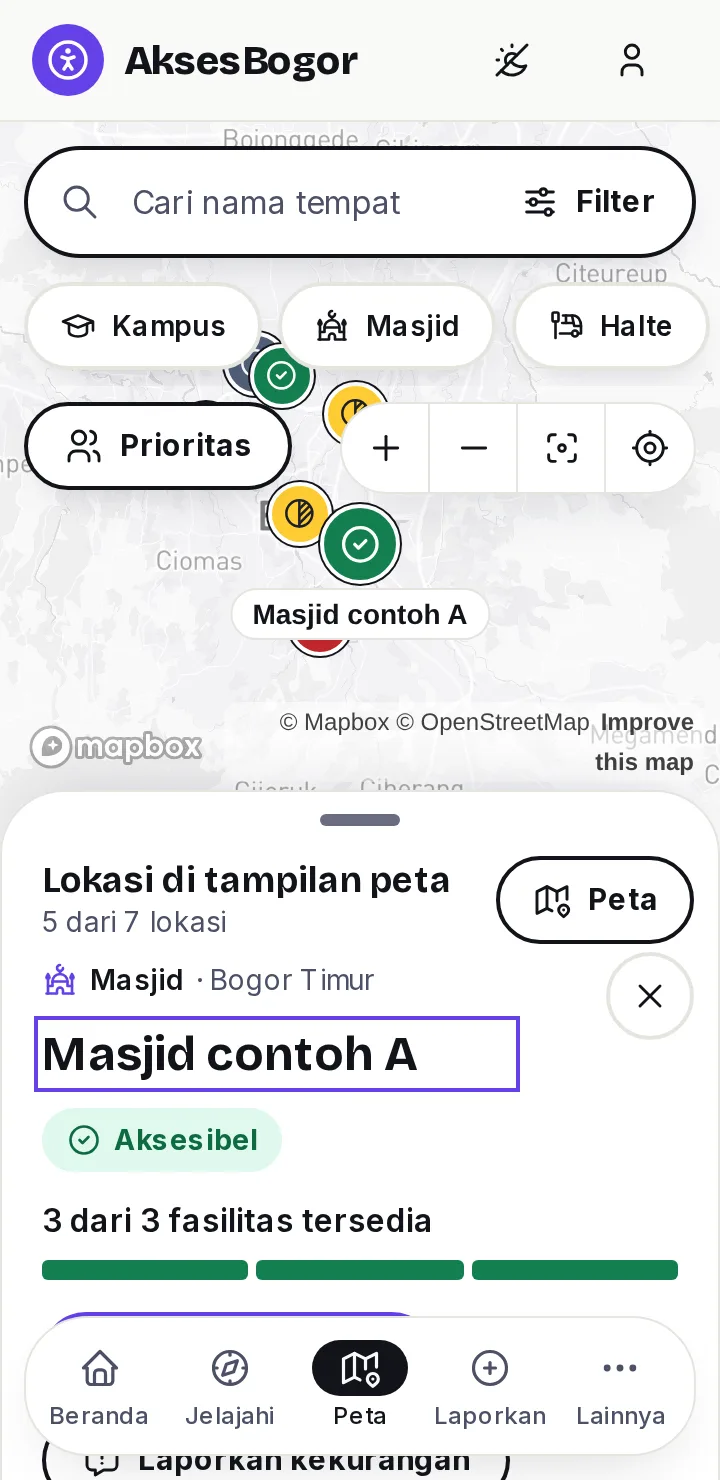 AksesBogor
Bojonggede
Cari nama tempat
Filter
Citeureup
Kampus
Masjid
Halte
Prioritas
Ciomas
Masjid contoh A
© Mapbox © OpenStreetMap Improve
this map
mapbox
Lokasi di tampilan peta
5 dari 7 lokasi
Peta
Masjid · Bogor Timur
Masjid contoh A
Aksesibel
3 dari 3 fasilitas tersedia
Beranda
Jelajahi
Peta
Laporkan
Lainnya
Laporkan kekurangan